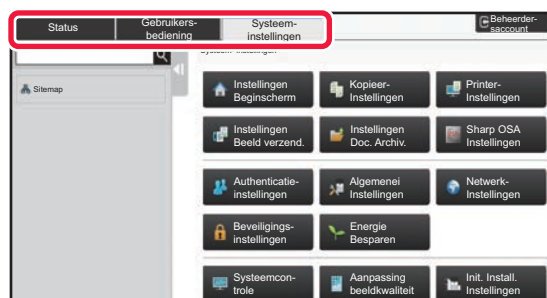 Status
Gebruikers-
bediening
Systeem-
instellingen
Beheerder-
saccount
Sitemap
Instellingen
Beginscherm
Kopieer-
Instellingen
Printer-
Instellingen
Instellingen
Beeld verzend.
Instellingen
Doc. Archiv.
Sharp OSA
Instellingen
Authenticatie-
instellingen
Algemenei
Instellingen
Netwerk-
Instellingen
Beveiligings-
instellingen
Energie
Besparen
Systeemcon-
trole
Aanpassing
beeldkwaliteit
Init. Install.
Instellingen